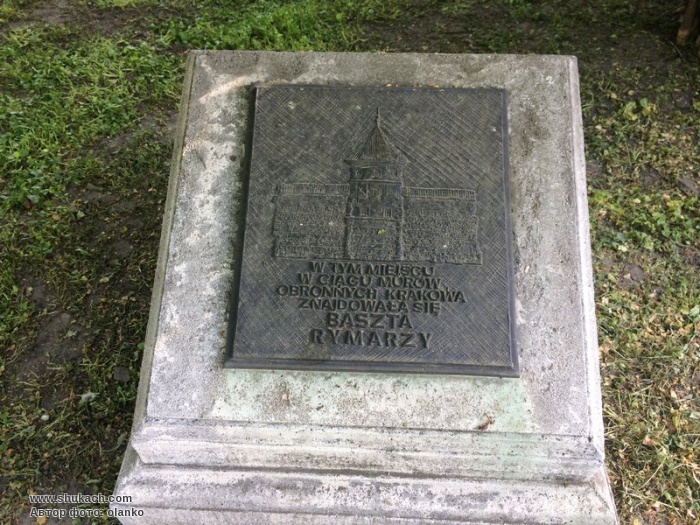 W TYM MIEJSCU
W CIĄGU MURÓW
OBRONNYCH KRAKOWA
ZNAJDOWAŁA SIĘ
BASZTA
RYMARZY
www.shukach.com
Автор фото: olanko